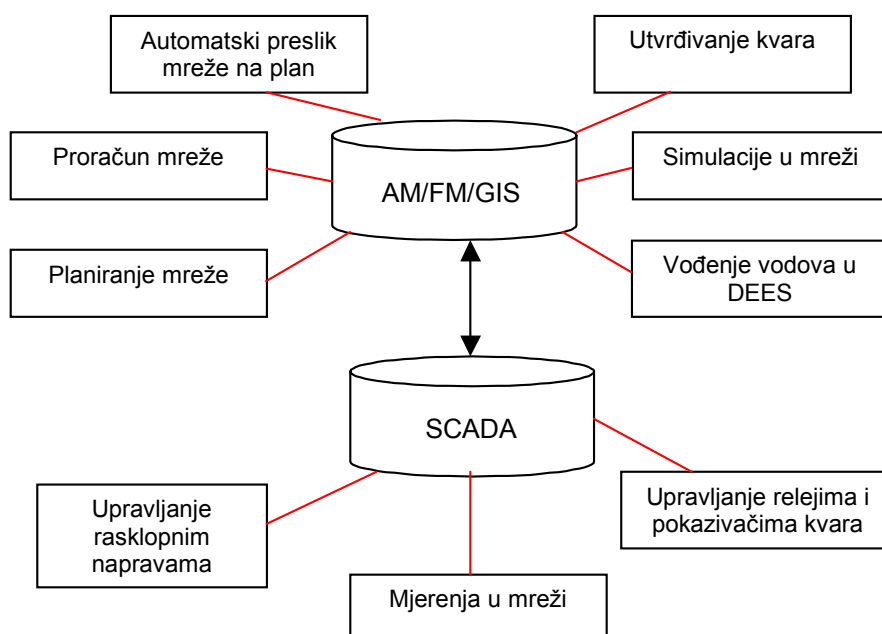 Automatski preslik
mreže na plan
Utvrđivanje kvara
Proračun mreže
Simulacije u mreži
AM/FM/GIS
Planiranje mreže
Vođenje vodova u
DEES
SCADA
Upravljanje
rasklopnim
napravama
Upravljanje relejima i
pokazivačima kvara
Mjerenja u mreži